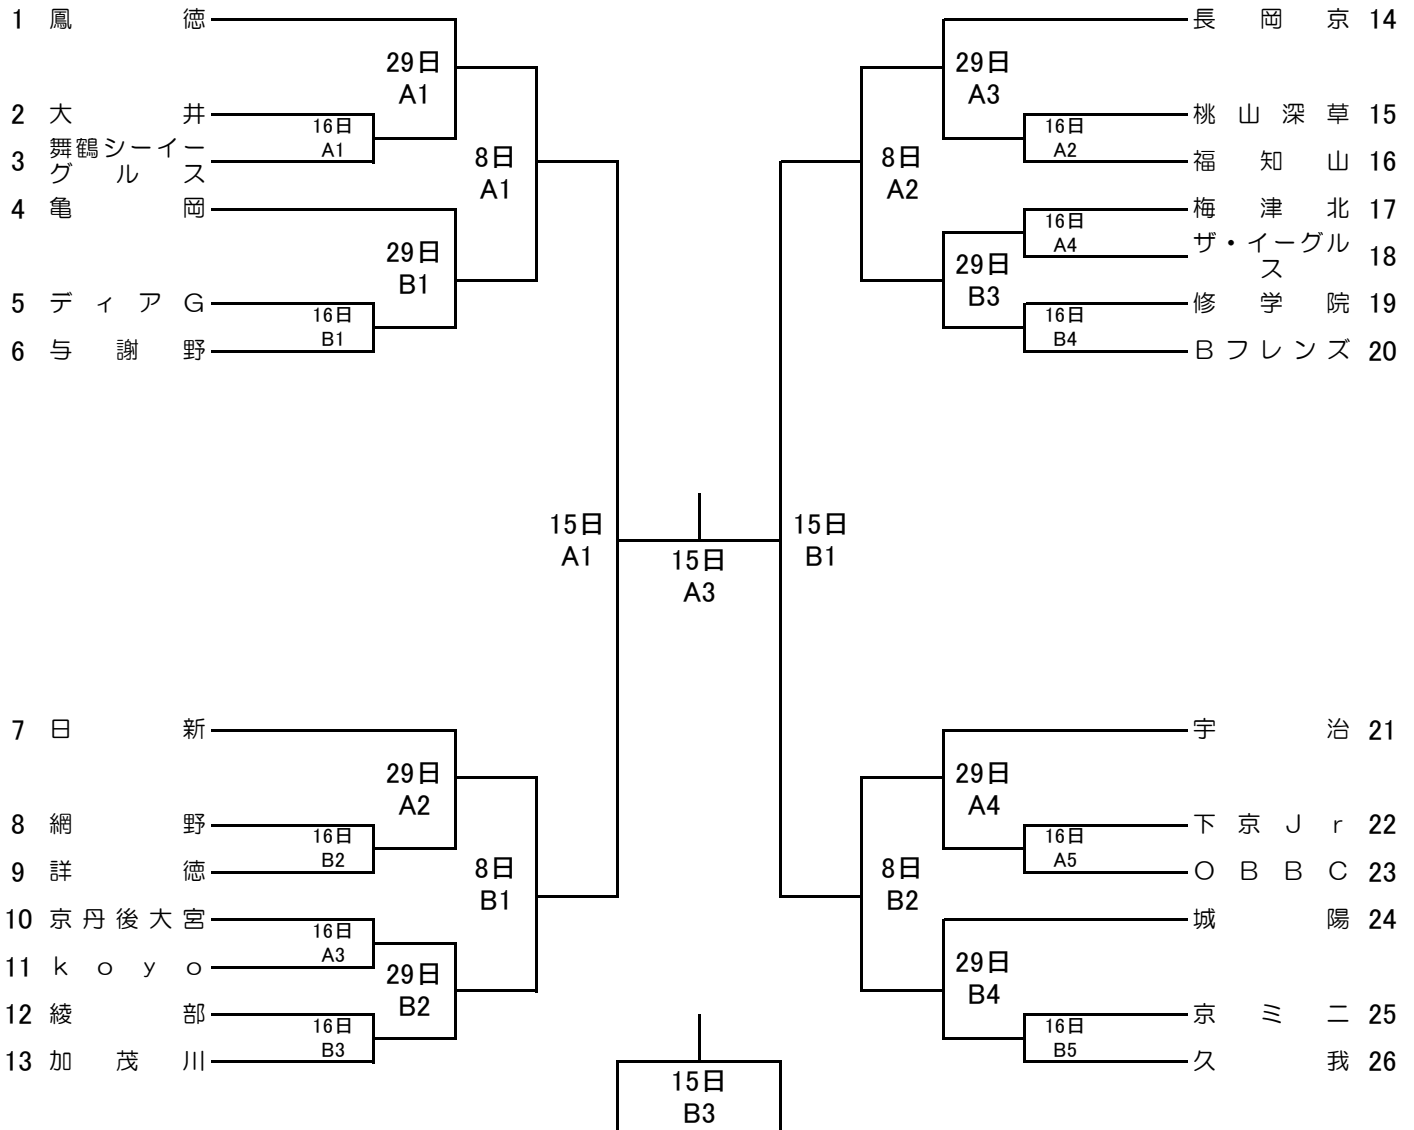 1 鳳徳
29日
A1
2 大井
16日
A1
3 舞鶴シーイーグルス
8日
A1
4 亀岡
29日
B1
5 ディアG
16日
B1
6 与謝野
長岡京 14
29日
A3
桃山深草 15
16日
A2
福知山 16
8日
A2
梅津北 17
16日
A4
ザ・イーグルス 18
29日
B3
修学院 19
16日
B4
Bフレンズ 20
15日
A1
15日
A3
15日
B1
7 日新
29日
A2
8 網野
16日
B2
9 詳徳
8日
B1
10 京丹後大宮
16日
A3
11 koyo
29日
B2
12 綾部
16日
B3
13 加茂川
宇治 21
29日
A4
下京Jr 22
16日
A5
OBBC 23
8日
B2
城陽 24
29日
B4
京ミニ 25
16日
B5
久我 26
15日
B3